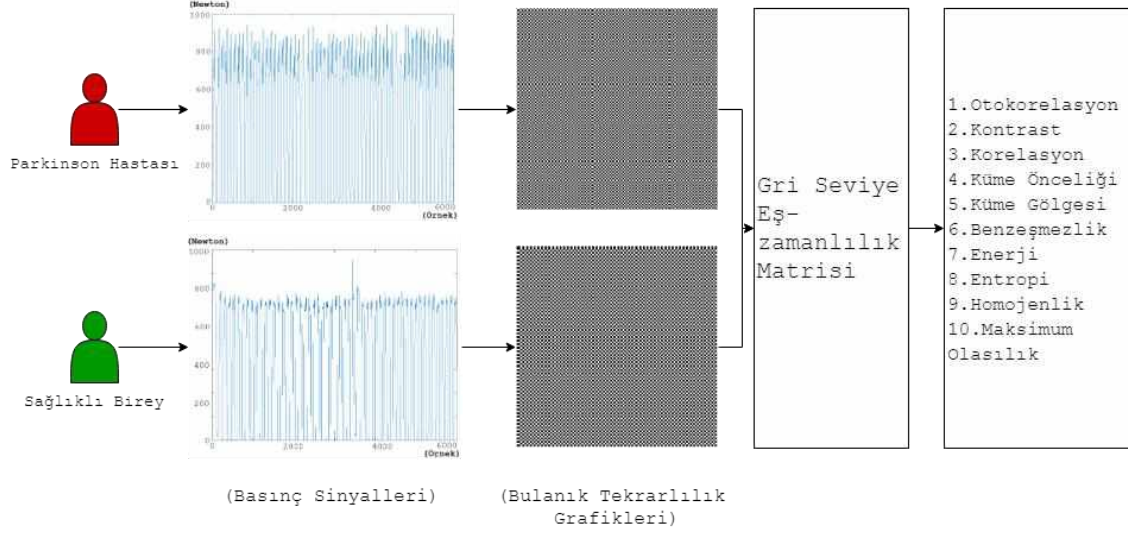 (Newton)
1000
800
600
400
200
0
0
2000
4000
6000
(Örnek)
Parkinson Hastası
(Newton)
1000
800
600
400
200
0
0
2000
4000
6000
(Örnek)
Sağlıklı Birey
(Basınç Sinyalleri)
(Bulanık Tekrarlılık
Grafikleri)
Gri Seviye
Eş-
zamanlılık
Matrisi
1.Otokorelasyon
2.Kontrast
3.Korelasyon
4.Küme Önceliği
5.Küme Gölgesi
6.Benzeşmezlik
7.Enerji
8.Entropi
9.Homojenlik
10.Maksimum
Olasılık